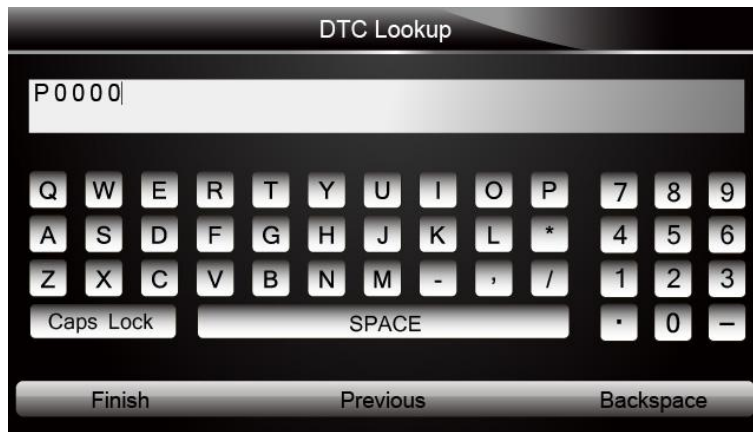 DTC Lookup
P0000
Q W E R T Y U I O P 7 8 9
A S D F G H J K L * 4 5 6
Z X C V B N M - , / 1 2 3
Caps Lock SPACE . 0 –
Finish Previous Backspace